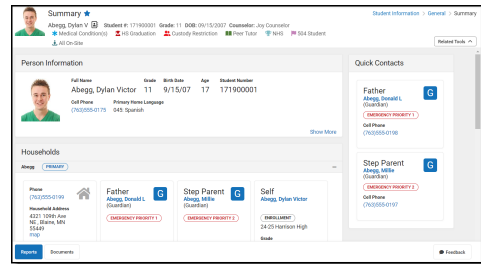 Summary
Student Information > General > Summary
Abegg, Dylan V Student #: 171900001 Grade: 11 DOB: 09/15/2007 Counselor: Joy Counselor
Medical Condition(s) HS Graduation Custody Restriction Peer Tutor NHS 504 Student
All On-Site
Related Tools
Person Information
Full Name Grade Birth Date Age Student Number
Abegg, Dylan Victor 11 9/15/07 17 171900001
Cell Phone Primary Home Language
(763)555-0175 045: Spanish
Show More
Households
Abegg PRIMARY
Phone
(763)555-0199
Household Address
4321 109th Ave
NE, Blaine, MN
55449
map
Father G
Abegg, Donald L
(Guardian)
EMERGENCY PRIORITY 1
Step Parent G
Abegg, Millie
(Guardian)
EMERGENCY PRIORITY 2
Self
Abegg, Dylan Victor
ENROLLMENT
24-25 Harrison High
Grade
Quick Contacts
Father G
Abegg, Donald L
(Guardian)
EMERGENCY PRIORITY 1
Cell Phone
(763)555-0198
Step Parent G
Abegg, Millie
(Guardian)
EMERGENCY PRIORITY 2
Cell Phone
(763)555-0197
Reports Documents
Feedback